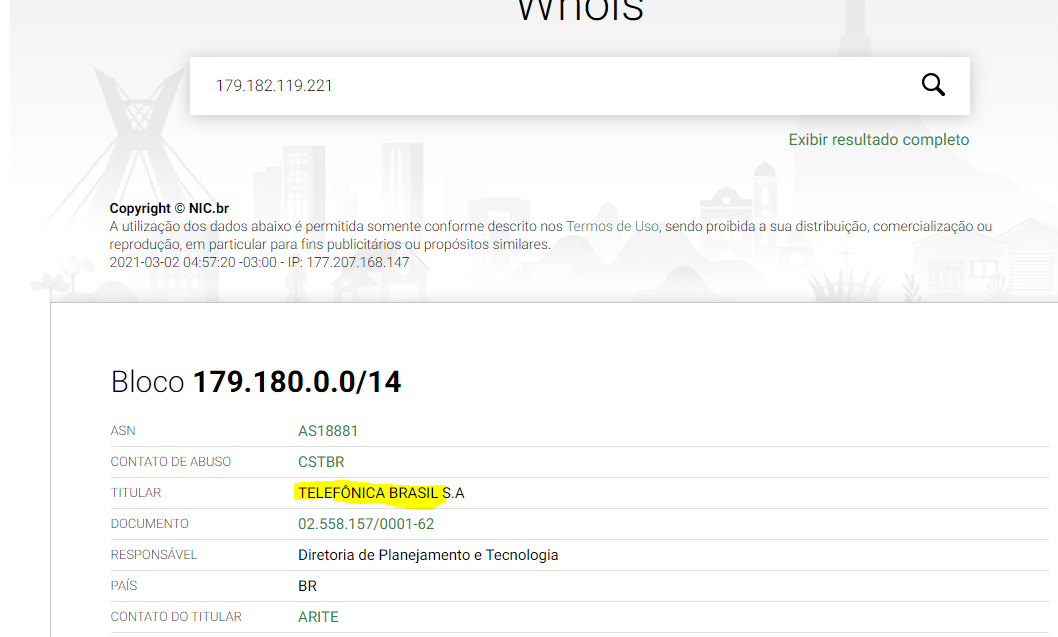 Whois
179.182.119.221
Exibir resultado completo
Copyright © NIC.br
A utilização dos dados abaixo é permitida somente conforme descrito nos Termos de Uso, sendo proibida a sua distribuição, comercialização ou
reprodução, em particular para fins publicitários ou propósitos similares.
2021-03-02 04:57:20 -03:00 - IP: 177.207.168.147
Bloco 179.180.0.0/14
ASN AS18881
CONTATO DE ABUSO CSTBR
TITULAR TELEFÔNICA BRASIL S.A
DOCUMENTO 02.558.157/0001-62
RESPONSÁVEL Diretoria de Planejamento e Tecnologia
PAÍS BR
CONTATO DO TITULAR ARITE